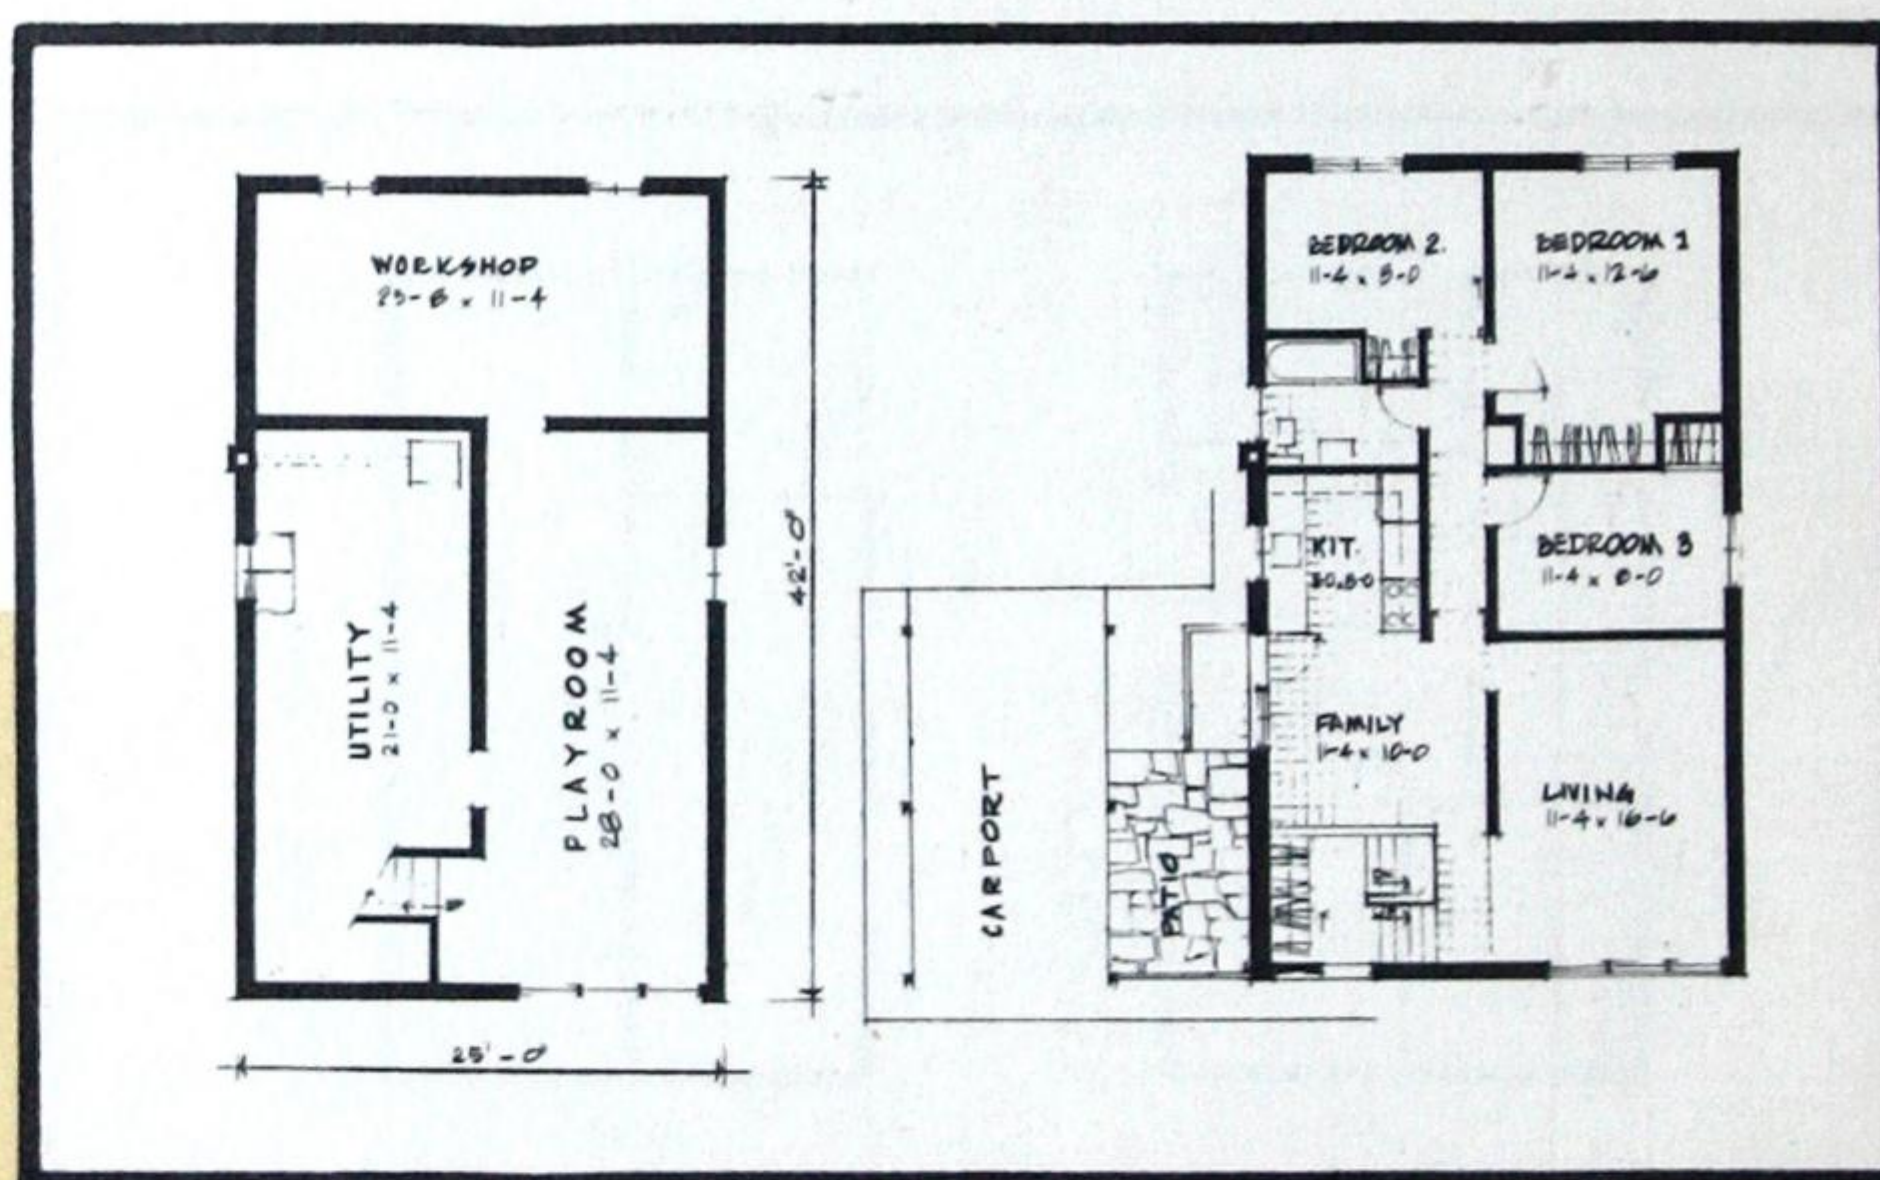 WORKSHOP
23-8 x 11-4
UTILITY
21-0 x 11-4
PLAYROOM
28-0 x 11-4
42'-0"
25'-0"
BEDROOM 2.
11-4 x 8-0
BEDROOM 1
11-4 x 12-6
KIT.
BEDROOM 3
11-4 x 8-0
FAMILY
11-4 x 10-0
LIVING
11-4 x 16-6
CARPORT
PATIO